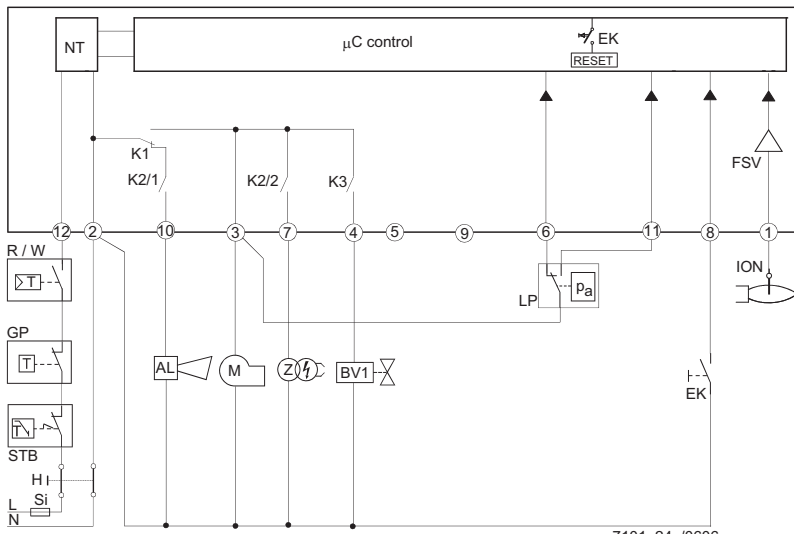 NT
μC control
EK
RESET
FSV
K1
K2/1
K2/2
K3
12
2
10
3
7
4
5
9
6
11
8
1
R / W
T
GP
T
STB
T
H
Si
L
N
AL
M
Z
BV1
LP
pa
ION
EK